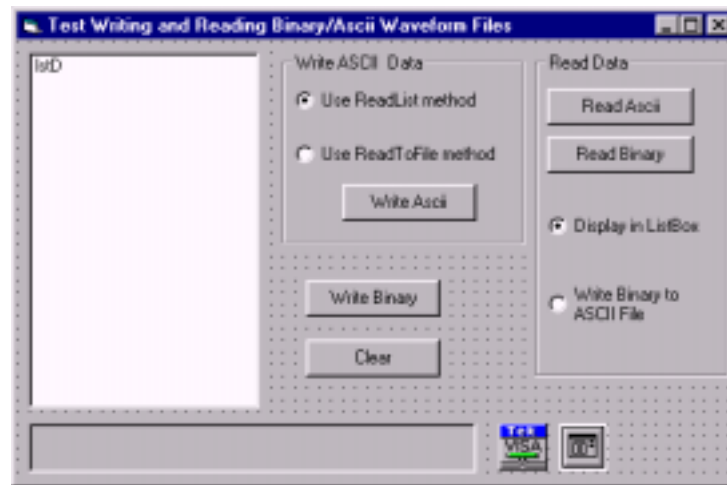 Test Writing and Reading Binary/Ascii Waveform Files
lstD
Write ASCII Data
Use ReadList method
Use ReadToFile method
Write Ascii
Write Binary
Clear
Read Data
Read Ascii
Read Binary
Display in ListBox
Write Binary to
ASCII File
Tek
VISA